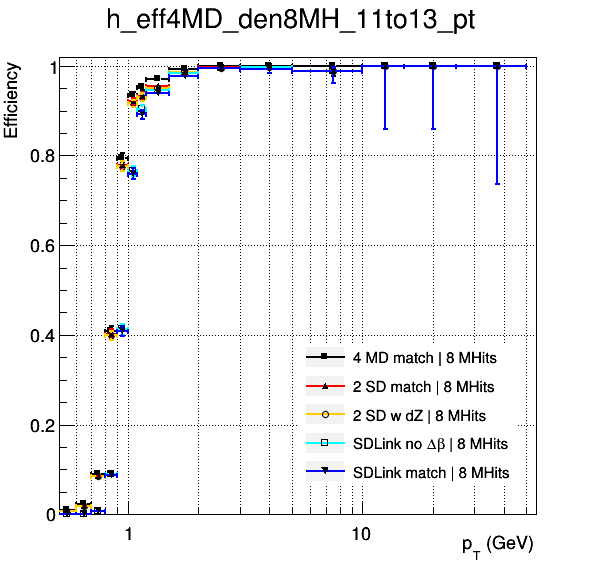 h_eff4MD_den8MH_11to13_pt
Efficiency
1
0.8
0.6
0.4
0.2
0
4 MD match | 8 MHits
2 SD match | 8 MHits
2 SD w dZ | 8 MHits
SDLink no Δβ | 8 MHits
SDLink match | 8 MHits
1
10
p_T (GeV)